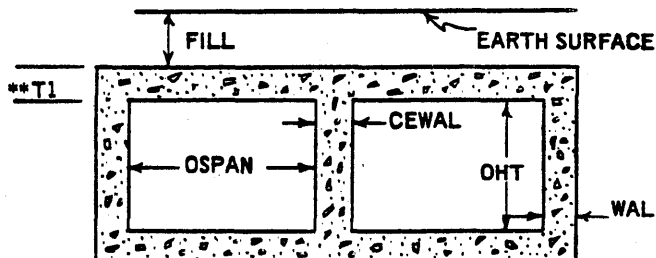 FILL
EARTH SURFACE
**T1
CEWAL
OSPAN
OHT
WAL